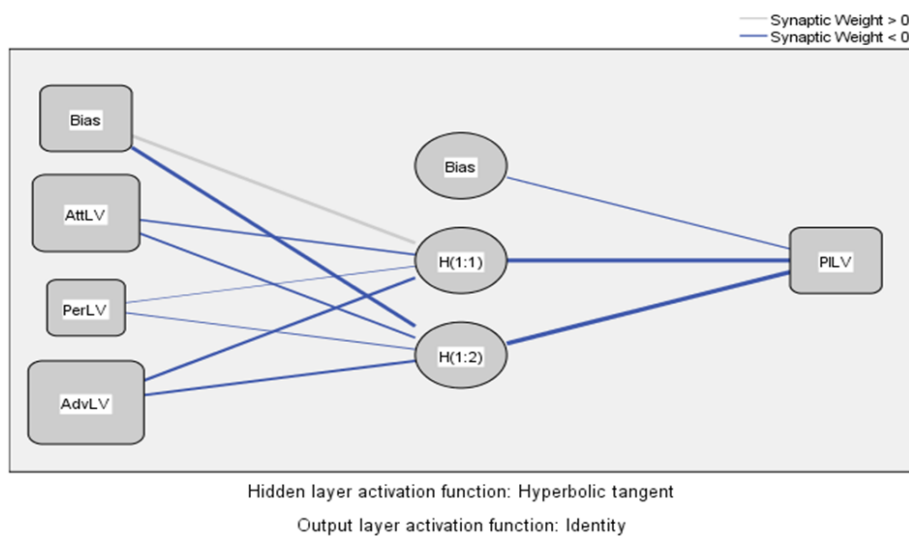 Synaptic Weight > 0
Synaptic Weight < 0
Bias
AttLV
PerLV
AdvLV
Bias
H(1:1)
H(1:2)
PILV
Hidden layer activation function: Hyperbolic tangent
Output layer activation function: Identity